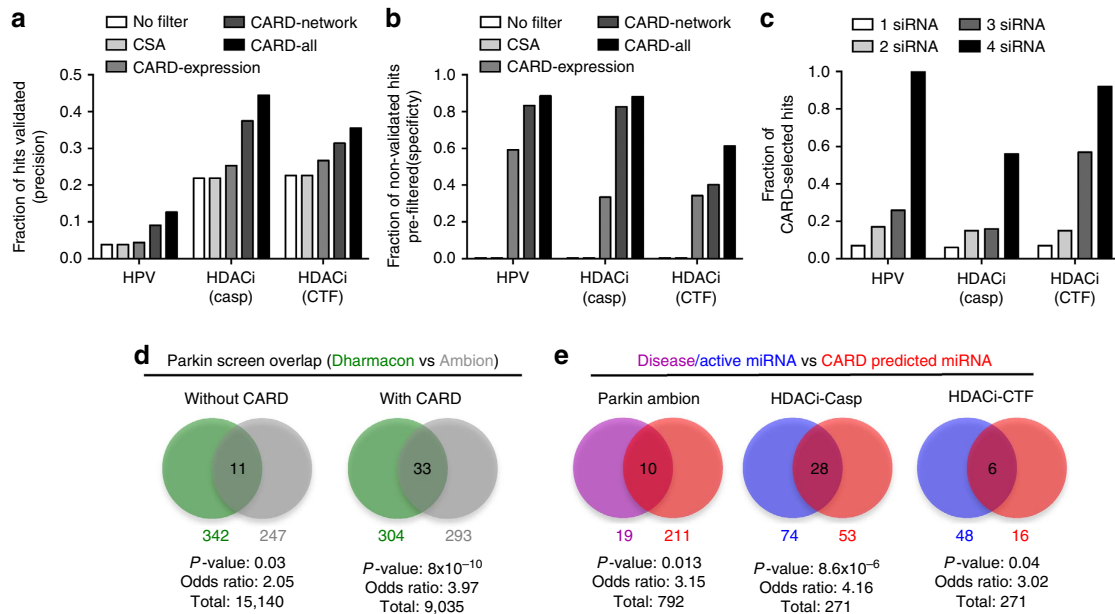 a
No filter
CSA
CARD-expression
CARD-network
CARD-all
Fraction of hits validated
(precision)
0.5
0.4
0.3
0.2
0.1
0.0
HPV
HDACi
(casp)
HDACi
(CTF)
b
No filter
CSA
CARD-expression
CARD-network
CARD-all
Fraction of non-validated hits
pre-filtered(specificty)
1.0
0.8
0.6
0.4
0.2
0.0
HPV
HDACi
(casp)
HDACi
(CTF)
c
1 siRNA
2 siRNA
3 siRNA
4 siRNA
Fraction of
CARD-selected hits
1.0
0.8
0.6
0.4
0.2
0.0
HPV
HDACi
(casp)
HDACi
(CTF)
d
Parkin screen overlap (Dharmacon vs Ambion)
Without CARD
11
342 247
P-value: 0.03
Odds ratio: 2.05
Total: 15,140
With CARD
33
304 293
P-value: 8x10⁻¹⁰
Odds ratio: 3.97
Total: 9,035
e
Disease/active miRNA vs CARD predicted miRNA
Parkin ambion
10
19 211
P-value: 0.013
Odds ratio: 3.15
Total: 792
HDACi-Casp
28
74 53
P-value: 8.6x10⁻⁶
Odds ratio: 4.16
Total: 271
HDACi-CTF
6
48 16
P-value: 0.04
Odds ratio: 3.02
Total: 271